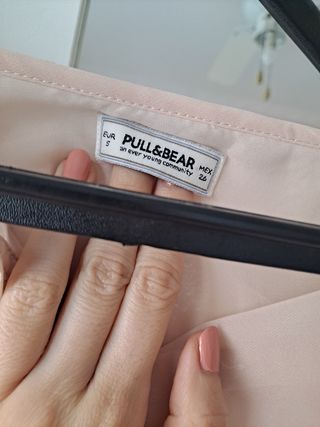 EUR
S
PULL&BEAR
an ever young community
MEX
26